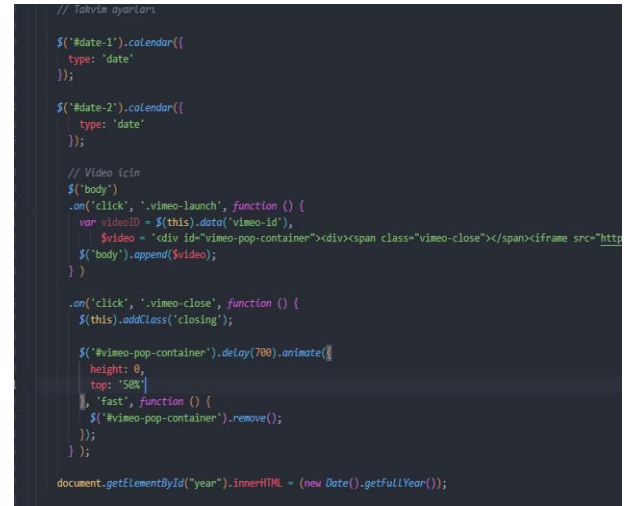 // Takvim ayarları
$('#date-1').calendar({
type: 'date'
});
$('#date-2').calendar({
type: 'date'
});
// Video için
$('body')
.on('click', '.vimeo-launch', function () {
var videoID = $(this).data('vimeo-id'),
$video = '<div id="vimeo-pop-container"><div><span class="vimeo-close"></span><iframe src="http
$('body').append($video);
} )
.on('click', '.vimeo-close', function () {
$(this).addClass('closing');
$('#vimeo-pop-container').delay(700).animate({
height: 0,
top: '50%'
}, 'fast', function () {
$('#vimeo-pop-container').remove();
});
} );
document.getElementById("year").innerHTML = (new Date().getFullYear());